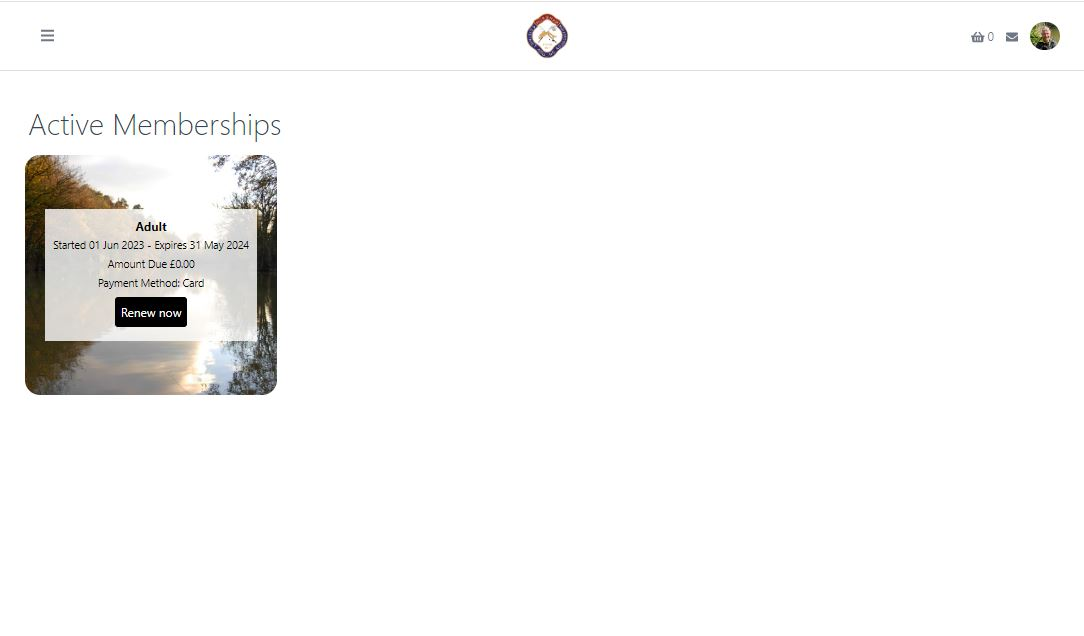 0
Active Memberships
Adult
Started 01 Jun 2023 - Expires 31 May 2024
Amount Due £0.00
Payment Method: Card
Renew now